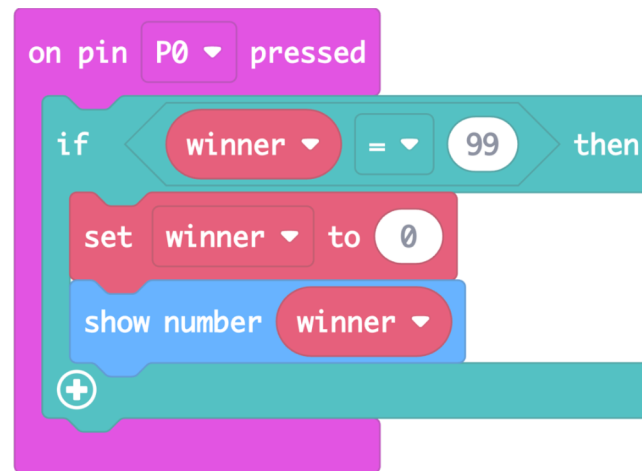 on pin P0 pressed
if winner = 99 then
set winner to 0
show number winner